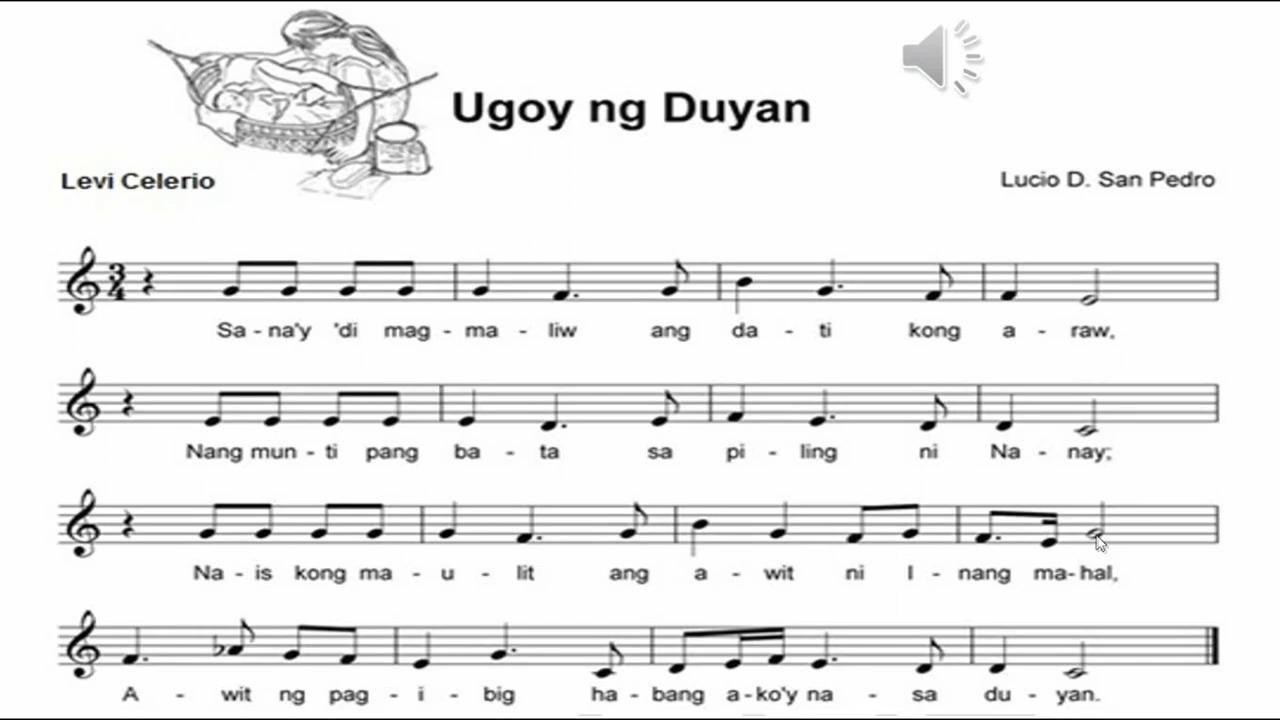 Ugoy ng Duyan
Levi Celerio
Lucio D. San Pedro
3
4
Sa - na'y 'di mag - ma - liw ang da - ti kong a - raw,
Nang mun - ti pang ba - ta sa pi - ling ni Na - nay;
Na - is kong ma - u - lit ang a - wit ni I - nang ma - hal,
A - wit ng pag - i - big ha - bang a - ko'y na - sa du - yan.